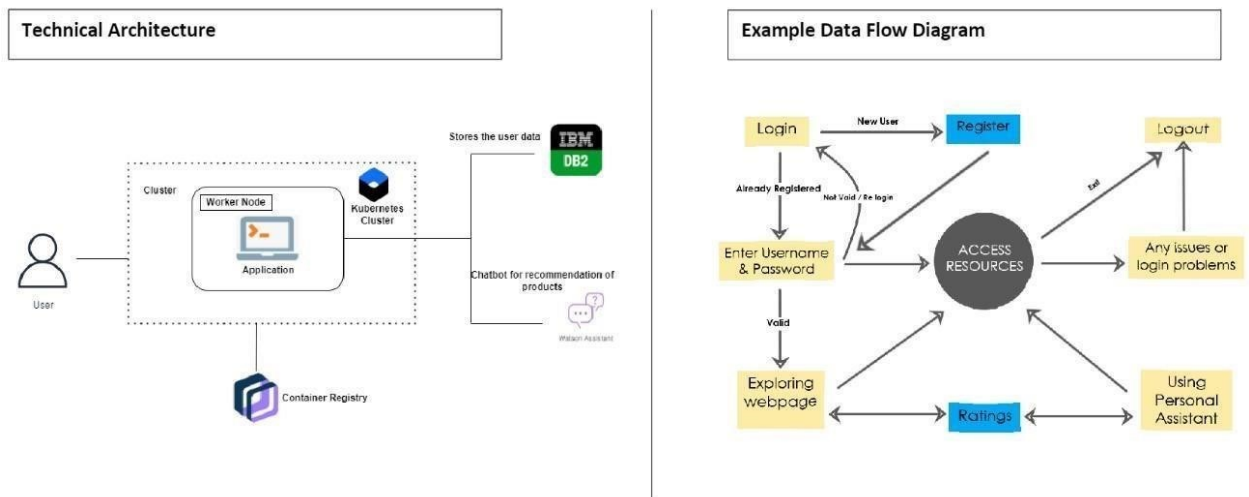 Technical Architecture
Stores the user data
IBM
DB2
Cluster
Worker Node
Kubernetes
Cluster
Application
User
Chatbot for recommendation of
products
Watson Assistant
Container Registry
Example Data Flow Diagram
Login
New User
Register
Logout
Already Registered
Not Vaid / Re login
Exit
Enter Username
& Password
ACCESS
RESOURCES
Any issues or
login problems
Valid
Exploring
webpage
Ratings
Using
Personal
Assistant